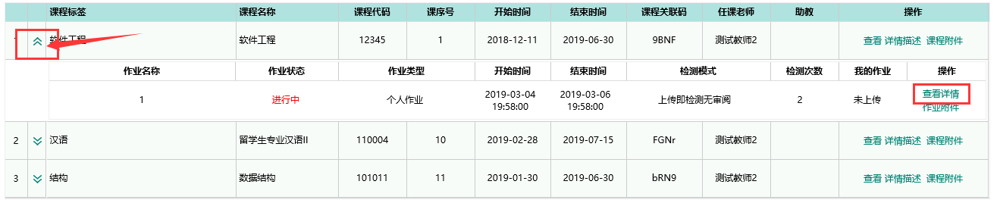 课程标签 课程名称 课程代码 课序号 开始时间 结束时间 课程关联码 任课老师 助教 操作
软件工程 软件工程 12345 1 2018-12-11 2019-06-30 9BNF 测试教师2 查看 详情描述 课程附件
作业名称 作业状态 作业类型 开始时间 结束时间 检测模式 检测次数 我的作业 操作
1 进行中 个人作业 2019-03-04 19:58:00 2019-03-06 19:58:00 上传即检测无审阅 2 未上传 查看详情 作业附件
2 汉语 留学生专业汉语II 110004 10 2019-02-28 2019-07-15 FGNr 测试教师2 查看 详情描述 课程附件
3 结构 数据结构 101011 11 2019-01-30 2019-06-30 bRN9 测试教师2 查看 详情描述 课程附件